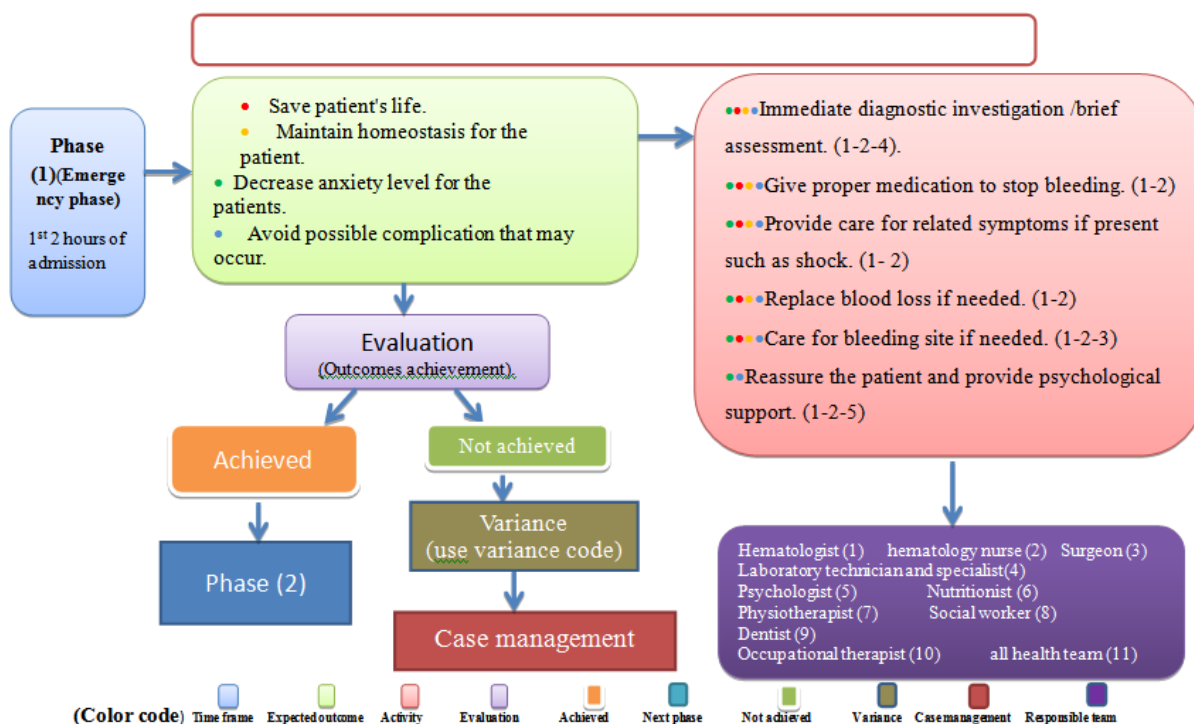 Phase
(1)(Emerge
ncy phase)
1st 2 hours of
admission
• Save patient's life.
• Maintain homeostasis for the
patient.
• Decrease anxiety level for the
patients.
• Avoid possible complication that may
occur.
••••Immediate diagnostic investigation /brief
assessment. (1-2-4).
••••Give proper medication to stop bleeding. (1-2)
••••Provide care for related symptoms if present
such as shock. (1- 2)
••••Replace blood loss if needed. (1-2)
••••Care for bleeding site if needed. (1-2-3)
••Reassure the patient and provide psychological
support. (1-2-5)
Evaluation
(Outcomes achievement).
Achieved
Not achieved
Phase (2)
Variance
(use variance code)
Case management
Hematologist (1) hematology nurse (2) Surgeon (3)
Laboratory technician and specialist(4)
Psychologist (5) Nutritionist (6)
Physiotherapist (7) Social worker (8)
Dentist (9)
Occupational therapist (10) all health team (11)
(Color code) Time frame Expected outcome Activity Evaluation Achieved Next phase Not achieved Variance Case management Responsible team